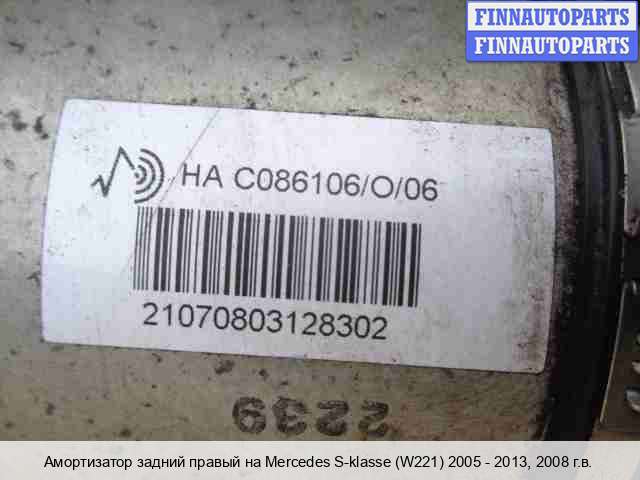 FINNAUTOPARTS
FINNAUTOPARTS
HA C086106/O/06
21070803128302
2239
Амортизатор задний правый на Mercedes S-klasse (W221) 2005 - 2013, 2008 г.в.